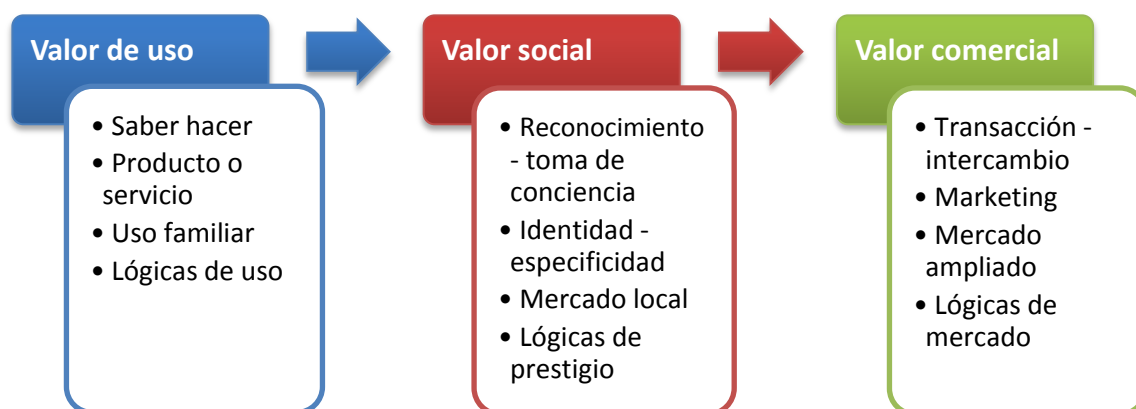 Valor de uso
• Saber hacer
• Producto o
servicio
• Uso familiar
• Lógicas de uso
Valor social
• Reconocimiento
- toma de
conciencia
• Identidad -
especificidad
• Mercado local
• Lógicas de
prestigio
Valor comercial
• Transacción -
intercambio
• Marketing
• Mercado
ampliado
• Lógicas de
mercado